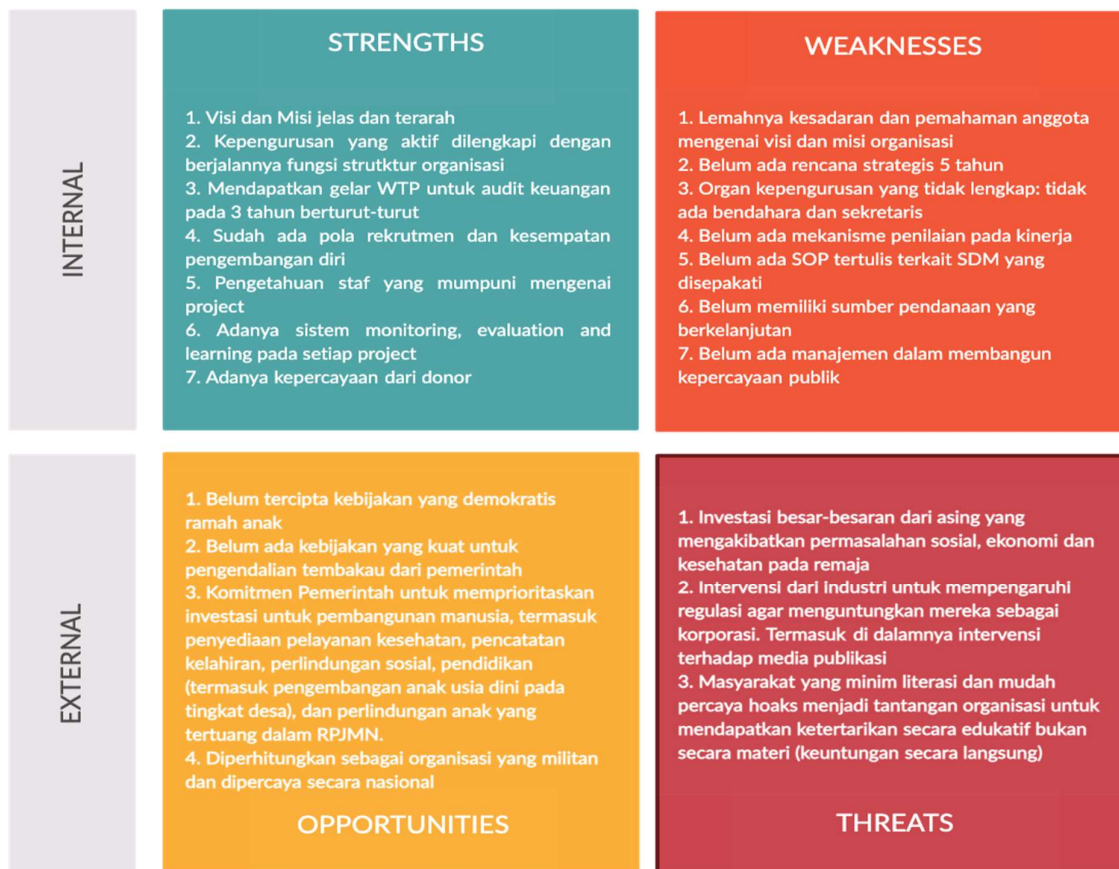 INTERNAL
STRENGTHS
1. Visi dan Misi jelas dan terarah
2. Kepengurusan yang aktif dilengkapi dengan
berjalannya fungsi strutktur organisasi
3. Mendapatkan gelar WTP untuk audit keuangan
pada 3 tahun berturut-turut
4. Sudah ada pola rekrutmen dan kesempatan
pengembangan diri
5. Pengetahuan staf yang mumpuni mengenai
project
6. Adanya sistem monitoring, evaluation and
learning pada setiap project
7. Adanya kepercayaan dari donor
WEAKNESSES
1. Lemahnya kesadaran dan pemahaman anggota
mengenai visi dan misi organisasi
2. Belum ada rencana strategis 5 tahun
3. Organ kepengurusan yang tidak lengkap: tidak
ada bendahara dan sekretaris
4. Belum ada mekanisme penilaian pada kinerja
5. Belum ada SOP tertulis terkait SDM yang
disepakati
6. Belum memiliki sumber pendanaan yang
berkelanjutan
7. Belum ada manajemen dalam membangun
kepercayaan publik
EXTERNAL
1. Belum tercipta kebijakan yang demokratis
ramah anak
2. Belum ada kebijakan yang kuat untuk
pengendalian tembakau dari pemerintah
3. Komitmen Pemerintah untuk memprioritaskan
investasi untuk pembangunan manusia, termasuk
penyediaan pelayanan kesehatan, pencatatan
kelahiran, perlindungan sosial, pendidikan
(termasuk pengembangan anak usia dini pada
tingkat desa), dan perlindungan anak yang
tertuang dalam RPJMN.
4. Diperhitungkan sebagai organisasi yang militan
dan dipercaya secara nasional
OPPORTUNITIES
1. Investasi besar-besaran dari asing yang
mengakibatkan permasalahan sosial, ekonomi dan
kesehatan pada remaja
2. Intervensi dari industri untuk mempengaruhi
regulasi agar menguntungkan mereka sebagai
korporasi. Termasuk di dalamnya intervensi
terhadap media publikasi
3. Masyarakat yang minim literasi dan mudah
percaya hoaks menjadi tantangan organisasi untuk
mendapatkan ketertarikan secara edukatif bukan
secara materi (keuntungan secara langsung)
THREATS